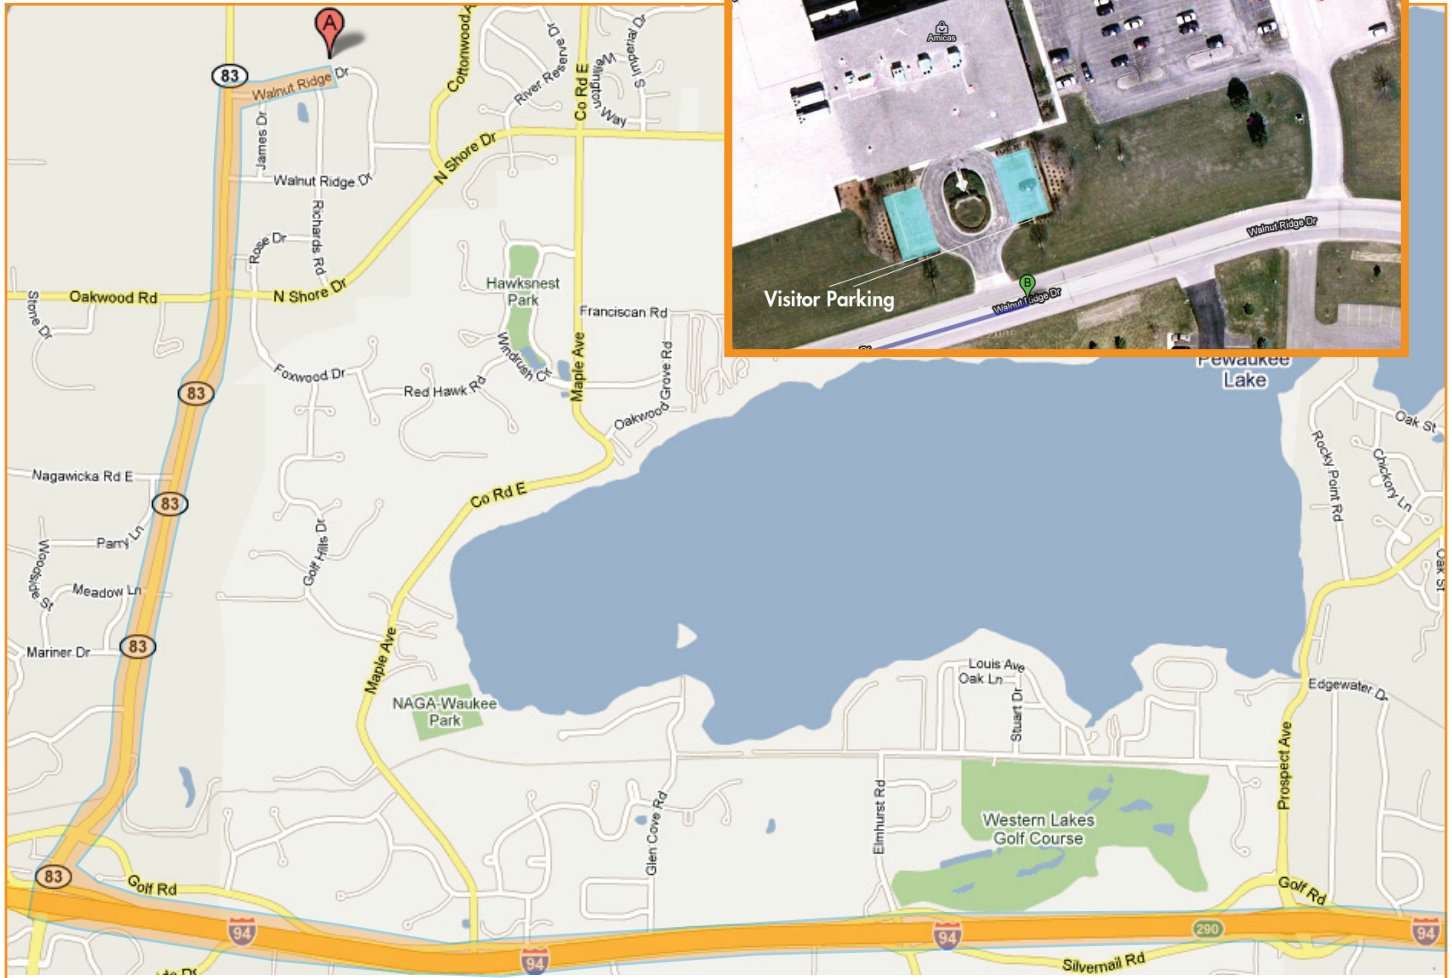 A
83
Walnut Ridge Dr
James Dr
Walnut Ridge Dr
Richards Rd
Rose Dr
N Shore Dr
Oakwood Rd
Stone Dr
N Shore Dr
Cottonwood A
River Reserve Dr
Wellington Way
S Imperial Dr
Co Rd E
Hawksnest
Park
Franciscan Rd
Windrush Cir
Maple Ave
Oakwood Grove Rd
Foxwood Dr
Red Hawk Rd
83
Nagawicka Rd E
83
Parry Ln
Woodside St
Meadow Ln
Mariner Dr
83
Golf Hills Dr
Co Rd E
Maple Ave
NAGA-Waukee
Park
Amicas
Visitor Parking
B
Walnut Ridge Dr
Walnut Ridge Dr
Dr
Pewaukee
Lake
Oak St
Rocky Point Rd
Chickory Ln
Oak St
Louis Ave
Oak Ln
Stuart Dr
Edgewater Dr
Prospect Ave
Elmhurst Rd
Glen Cove Rd
Western Lakes
Golf Course
83
Golf Rd
94
94
94
290
Golf Rd
94
Silvernail Rd
de Dr